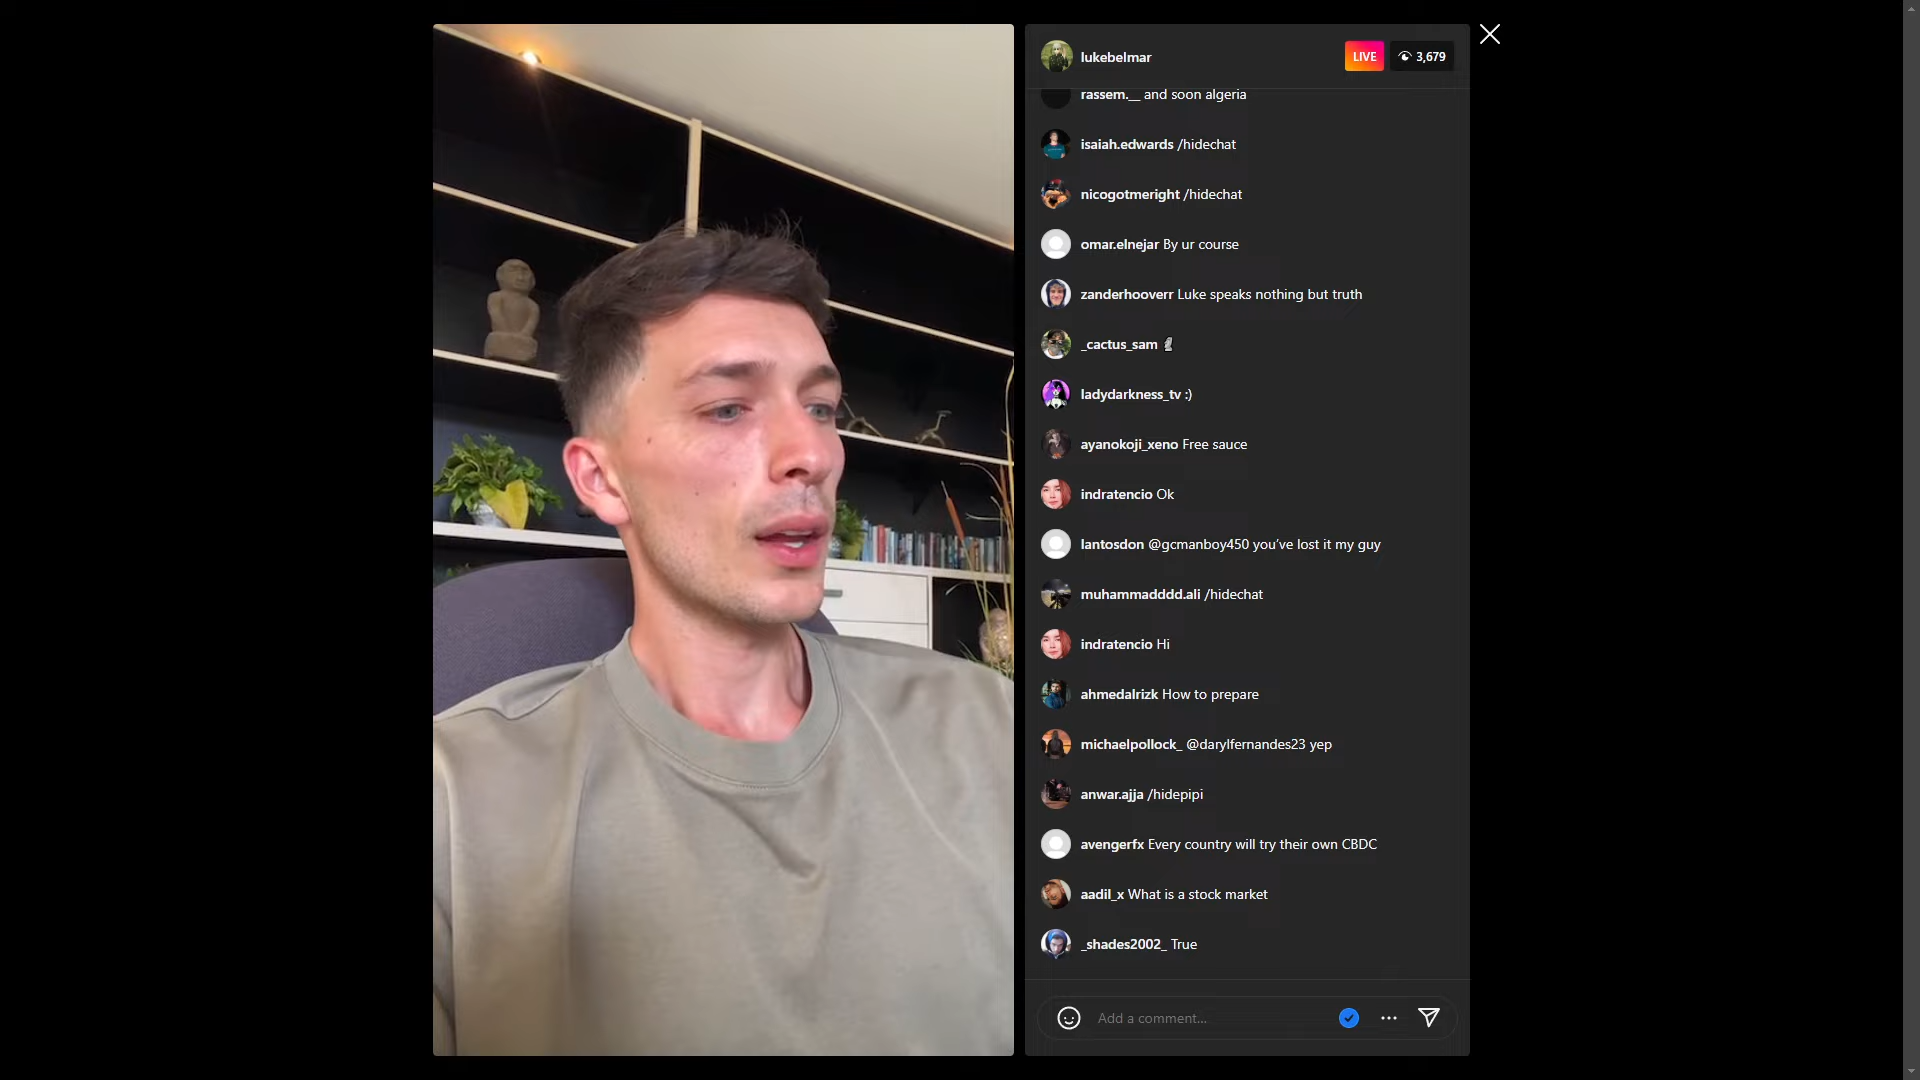 lukebelmar
LIVE
3,679
rassem.__ and soon algeria
isaiah.edwards /hidechat
nicogotmeright /hidechat
omar.elnejar By ur course
zanderhooverr Luke speaks nothing but truth
_cactus_sam 🗿
ladydarkness_tv :)
ayanokoji_xeno Free sauce
indratencio Ok
lantosdon @gcmanboy450 you've lost it my guy
muhammadddd.ali /hidechat
indratencio Hi
ahmedalrizk How to prepare
michaelpollock_ @darylfernandes23 yep
anwar.ajja /hidepipi
avengerfx Every country will try their own CBDC
aadil_x What is a stock market
_shades2002_ True
Add a comment...